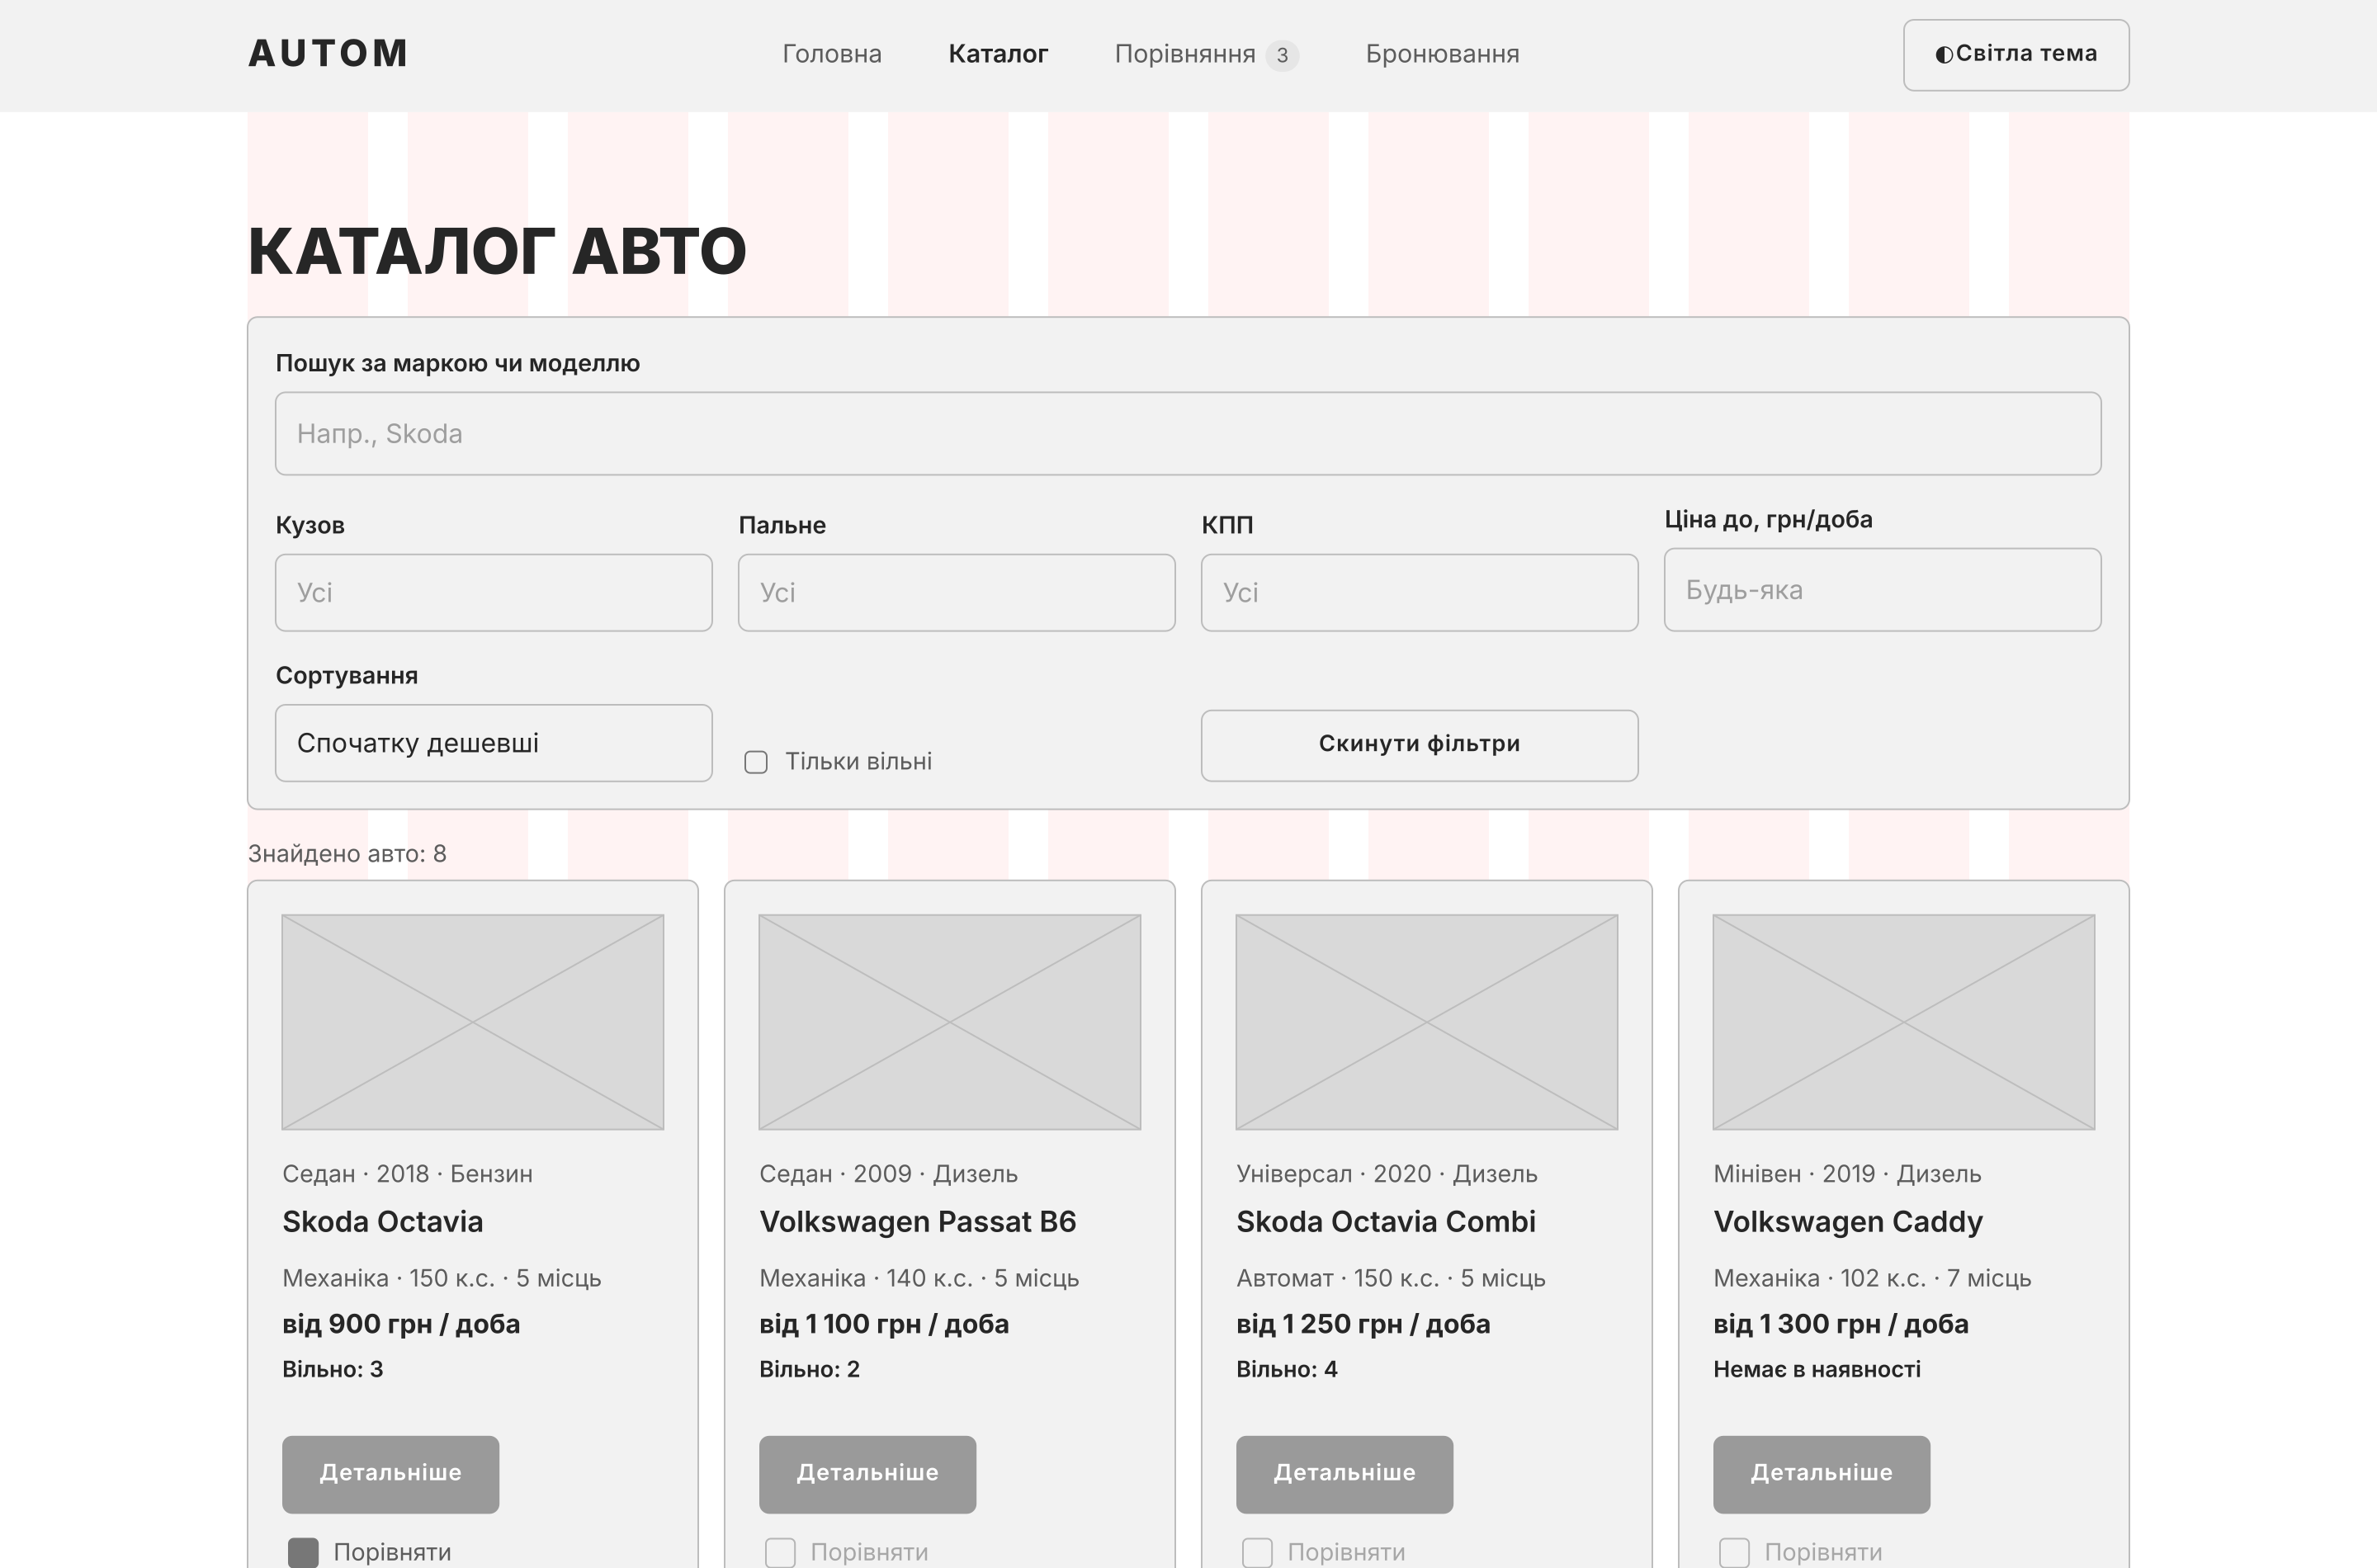 AUTOM
Головна
Каталог
Порівняння 3
Бронювання
◐Світла тема
КАТАЛОГ АВТО
Пошук за маркою чи моделлю
Напр., Skoda
Кузов
Пальне
КПП
Ціна до, грн/доба
Усі
Усі
Усі
Будь-яка
Сортування
Спочатку дешевші
Тільки вільні
Скинути фільтри
Знайдено авто: 8
Седан · 2018 · Бензин
Skoda Octavia
Механіка · 150 к.с. · 5 місць
від 900 грн / доба
Вільно: 3
Детальніше
Порівняти
Седан · 2009 · Дизель
Volkswagen Passat B6
Механіка · 140 к.с. · 5 місць
від 1 100 грн / доба
Вільно: 2
Детальніше
Порівняти
Універсал · 2020 · Дизель
Skoda Octavia Combi
Автомат · 150 к.с. · 5 місць
від 1 250 грн / доба
Вільно: 4
Детальніше
Порівняти
Мінівен · 2019 · Дизель
Volkswagen Caddy
Механіка · 102 к.с. · 7 місць
від 1 300 грн / доба
Немає в наявності
Детальніше
Порівняти